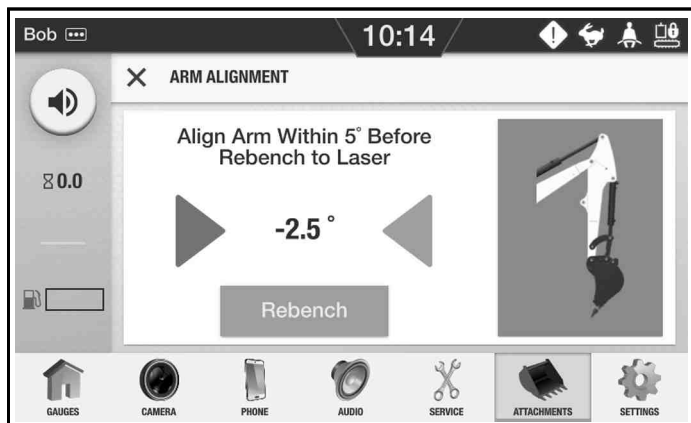 Bob
10:14
ARM ALIGNMENT
0.0
Align Arm Within 5° Before
Rebench to Laser
-2.5 °
Rebench
GAUGES
CAMERA
PHONE
AUDIO
SERVICE
ATTACHMENTS
SETTINGS